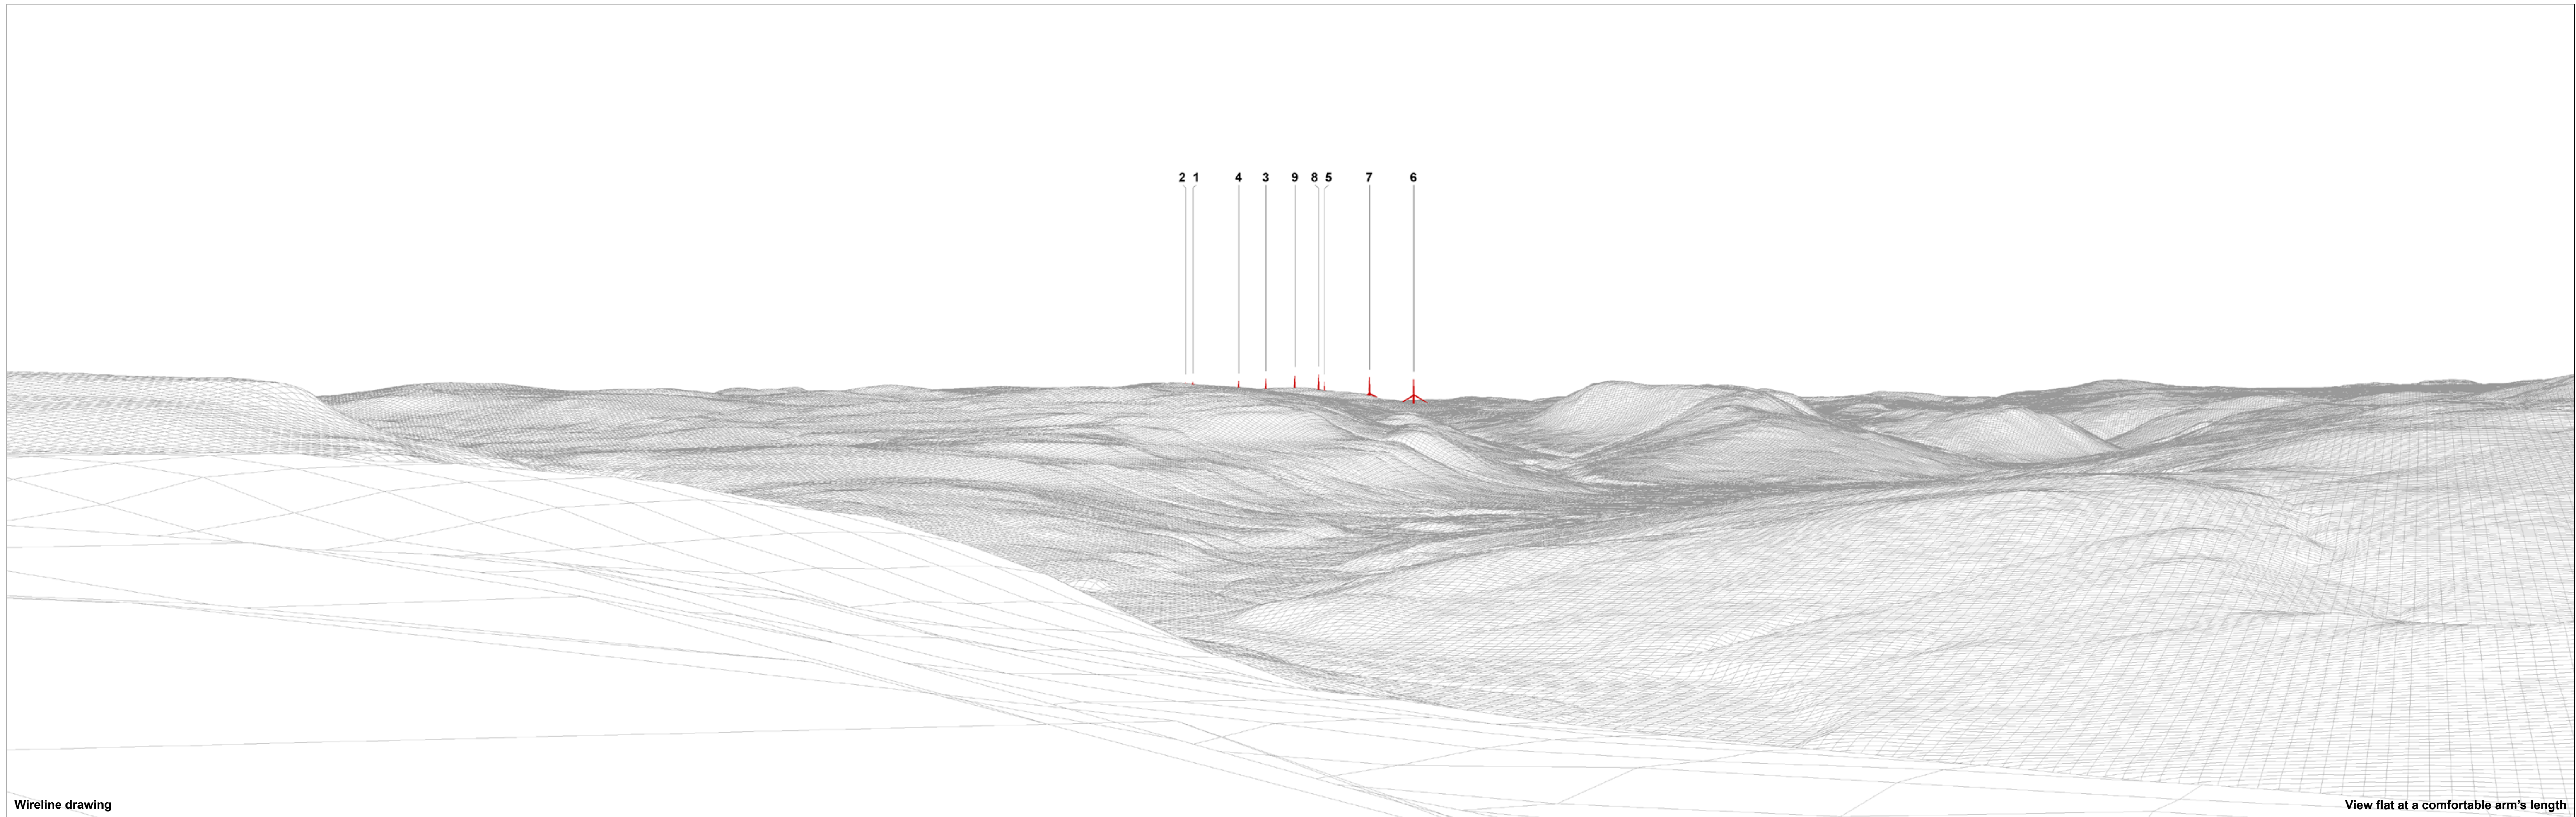 2 1 4 3 9 8 5 7 6
Wireline drawing
View flat at a comfortable arm's length